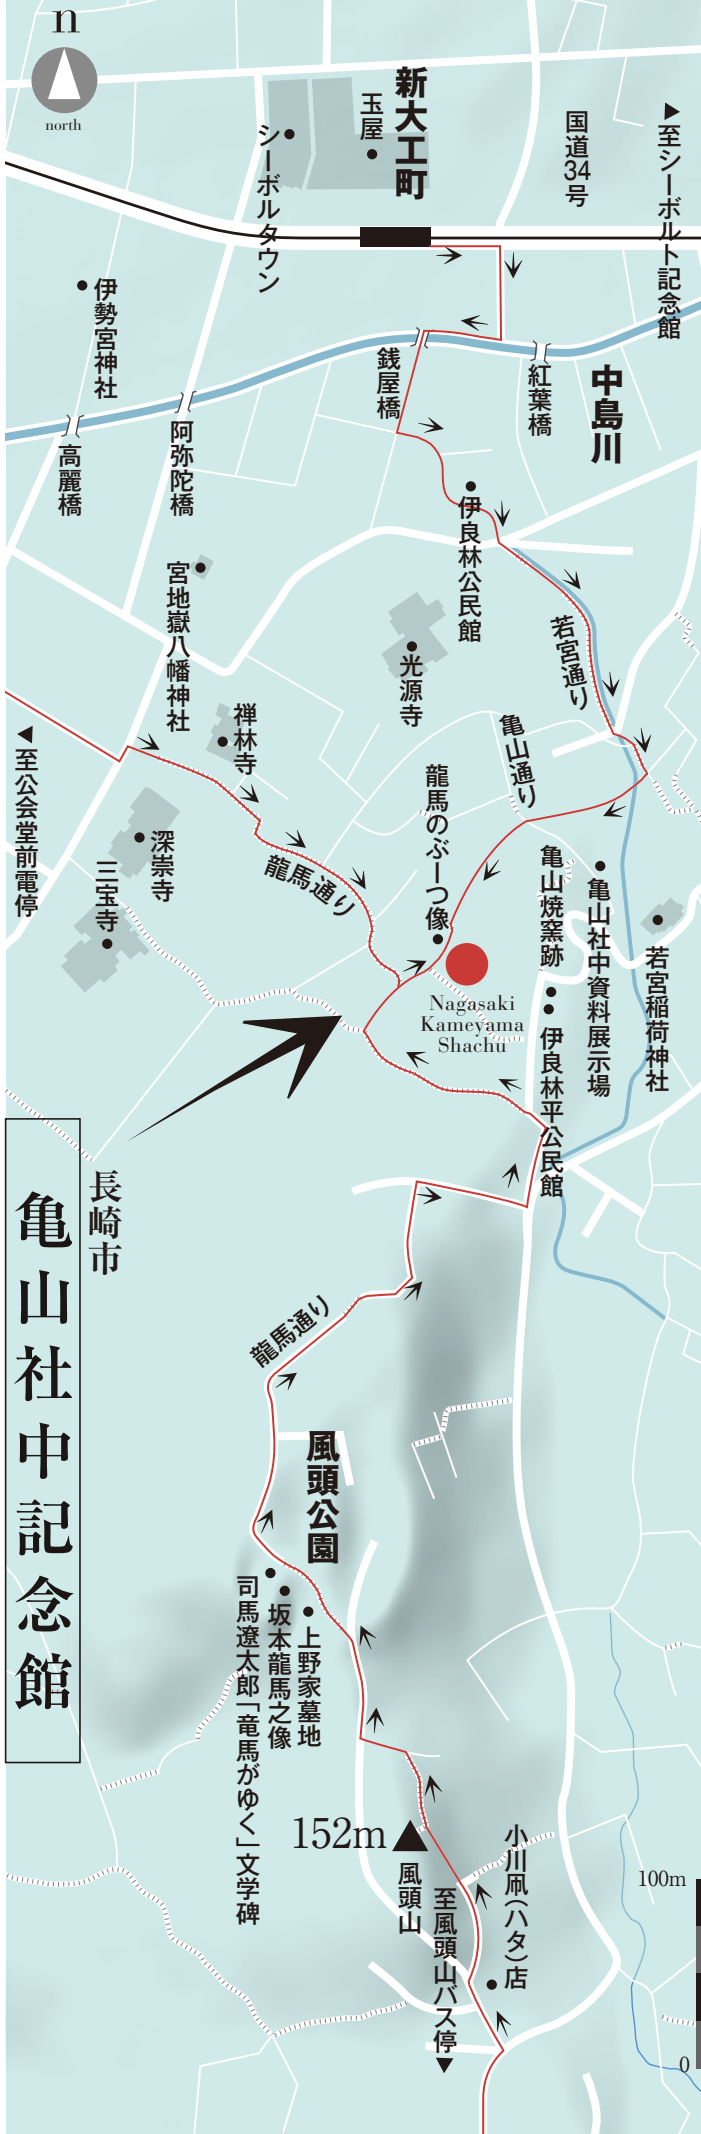 n
north
新大工町
玉屋
シーボルタウン
国道34号
▶至シーボルト記念館
伊勢宮神社
銭屋橋
紅葉橋
中島川
阿弥陀橋
高麗橋
伊良林公民館
宮地嶽八幡神社
光源寺
若宮通り
禅林寺
亀山通り
◀至公会堂前電停
龍馬のぶーつ像
深崇寺
三宝寺
龍馬通り
亀山焼窯跡
亀山社中資料展示場
若宮稲荷神社
Nagasaki
Kameyama
Shachu
伊良林平公民館
長崎市
亀山社中記念館
龍馬通り
風頭公園
上野家墓地
坂本龍馬之像
司馬遼太郎「竜馬がゆく」文学碑
152m
風頭山
小川凧(ハタ)店
至風頭山バス停▶
100m
0